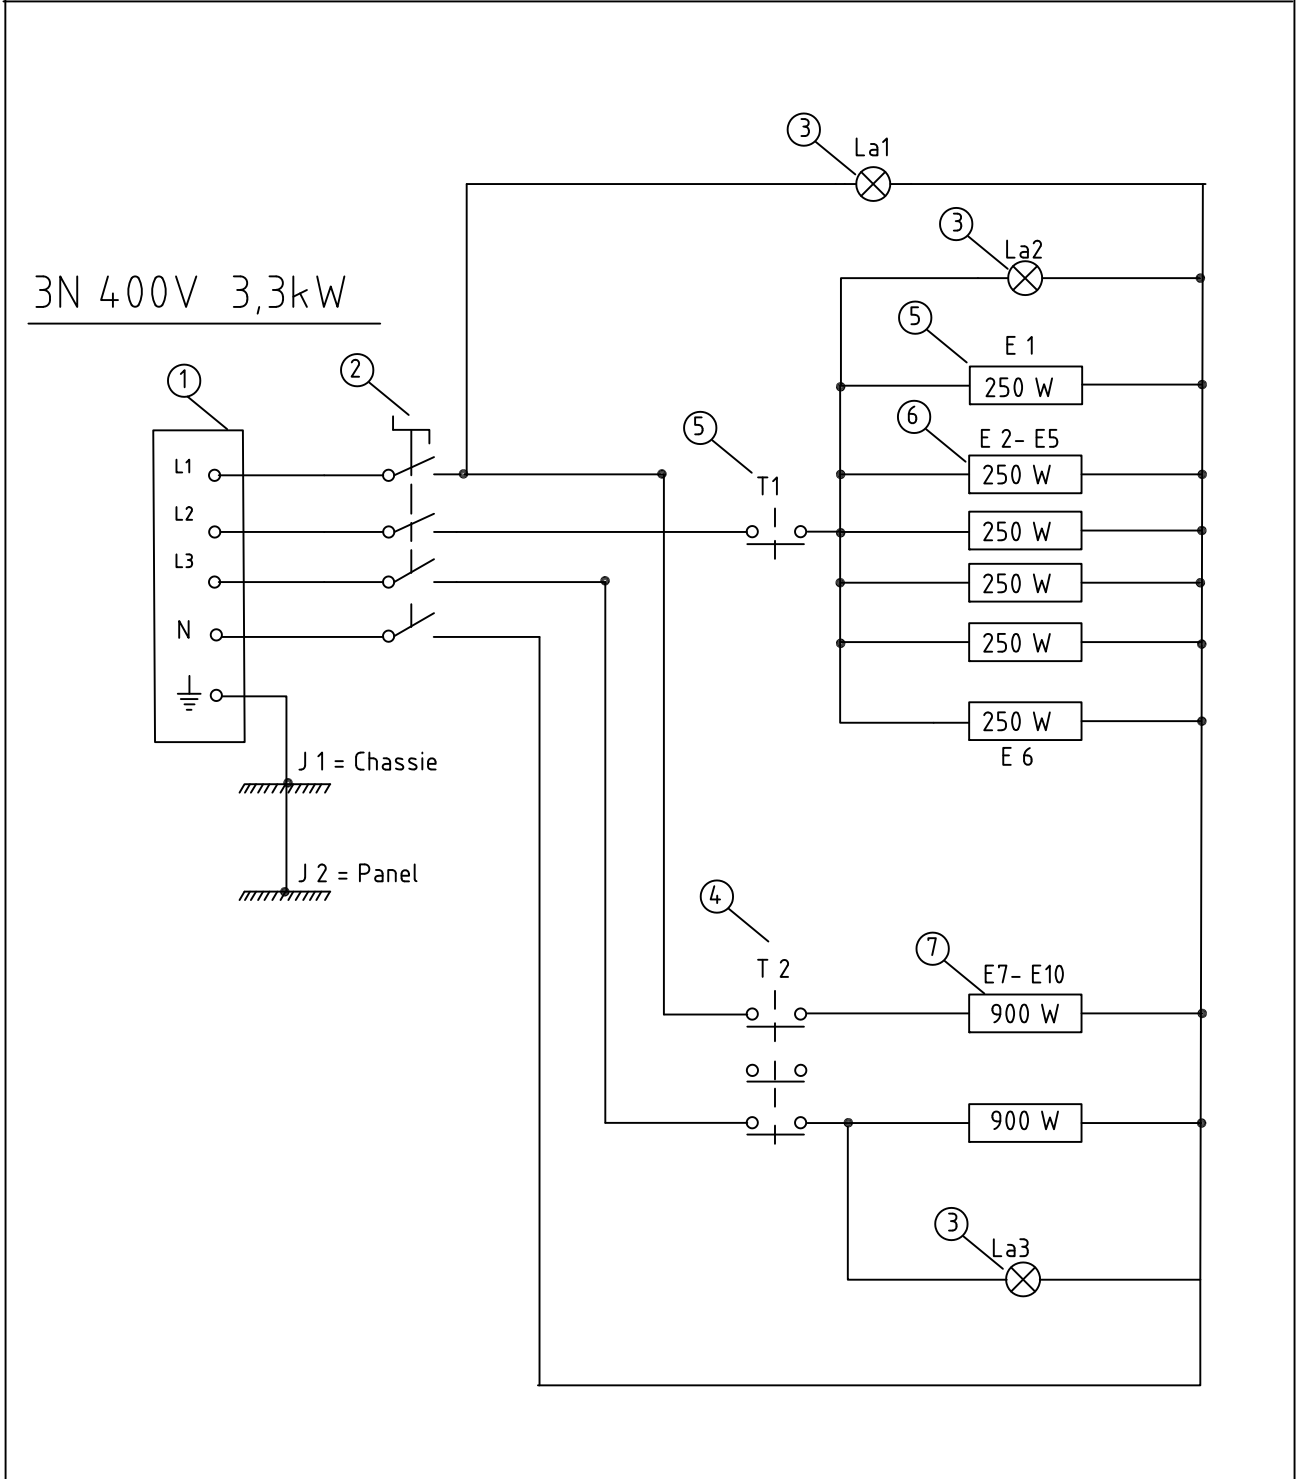 3
La1
3
La2
3N 400V 3,3kW
5
E 1
250 W
1
2
6
E 2- E5
250 W
5
T1
L1
L2
250 W
L3
250 W
N
250 W
250 W
E 6
J 1 = Chassie
J 2 = Panel
4
T 2
7
E7- E10
900 W
900 W
3
La3